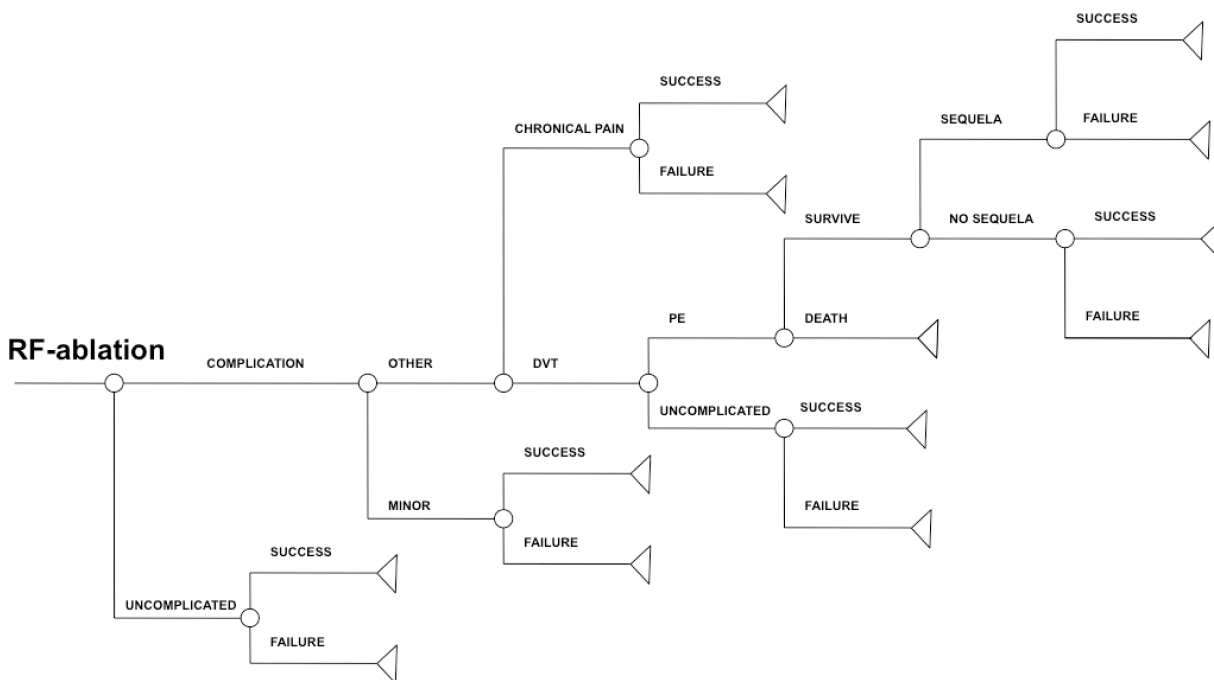 SUCCESS
SUCCESS
CHRONICAL PAIN
SEQUELA
FAILURE
FAILURE
SURVIVE
NO SEQUELA
SUCCESS
PE
DEATH
FAILURE
RF-ablation
COMPLICATION
OTHER
DVT
UNCOMPLICATED
SUCCESS
SUCCESS
MINOR
FAILURE
FAILURE
SUCCESS
UNCOMPLICATED
FAILURE